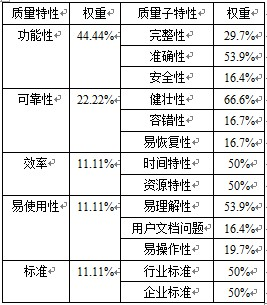 质量特性 权重 质量子特性 权重
功能性 44.44% 完整性 29.7%
准确性 53.9%
安全性 16.4%
可靠性 22.22% 健壮性 66.6%
容错性 16.7%
易恢复性 16.7%
效率 11.11% 时间特性 50%
资源特性 50%
易使用性 11.11% 易理解性 53.9%
用户文档问题 16.4%
易操作性 19.7%
标准 11.11% 行业标准 50%
企业标准 50%